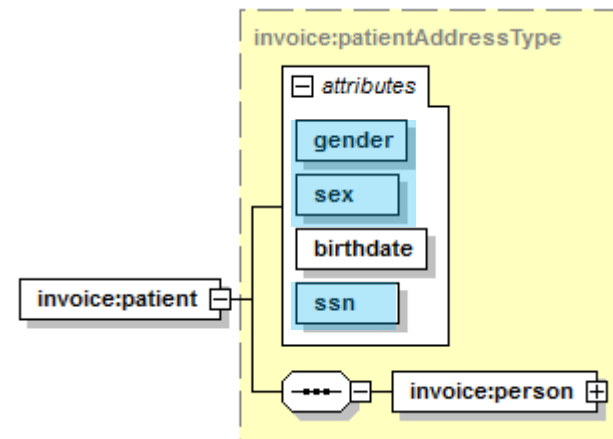 invoice:patientAddressType
attributes
gender
sex
birthdate
ssn
invoice:patient
invoice:person